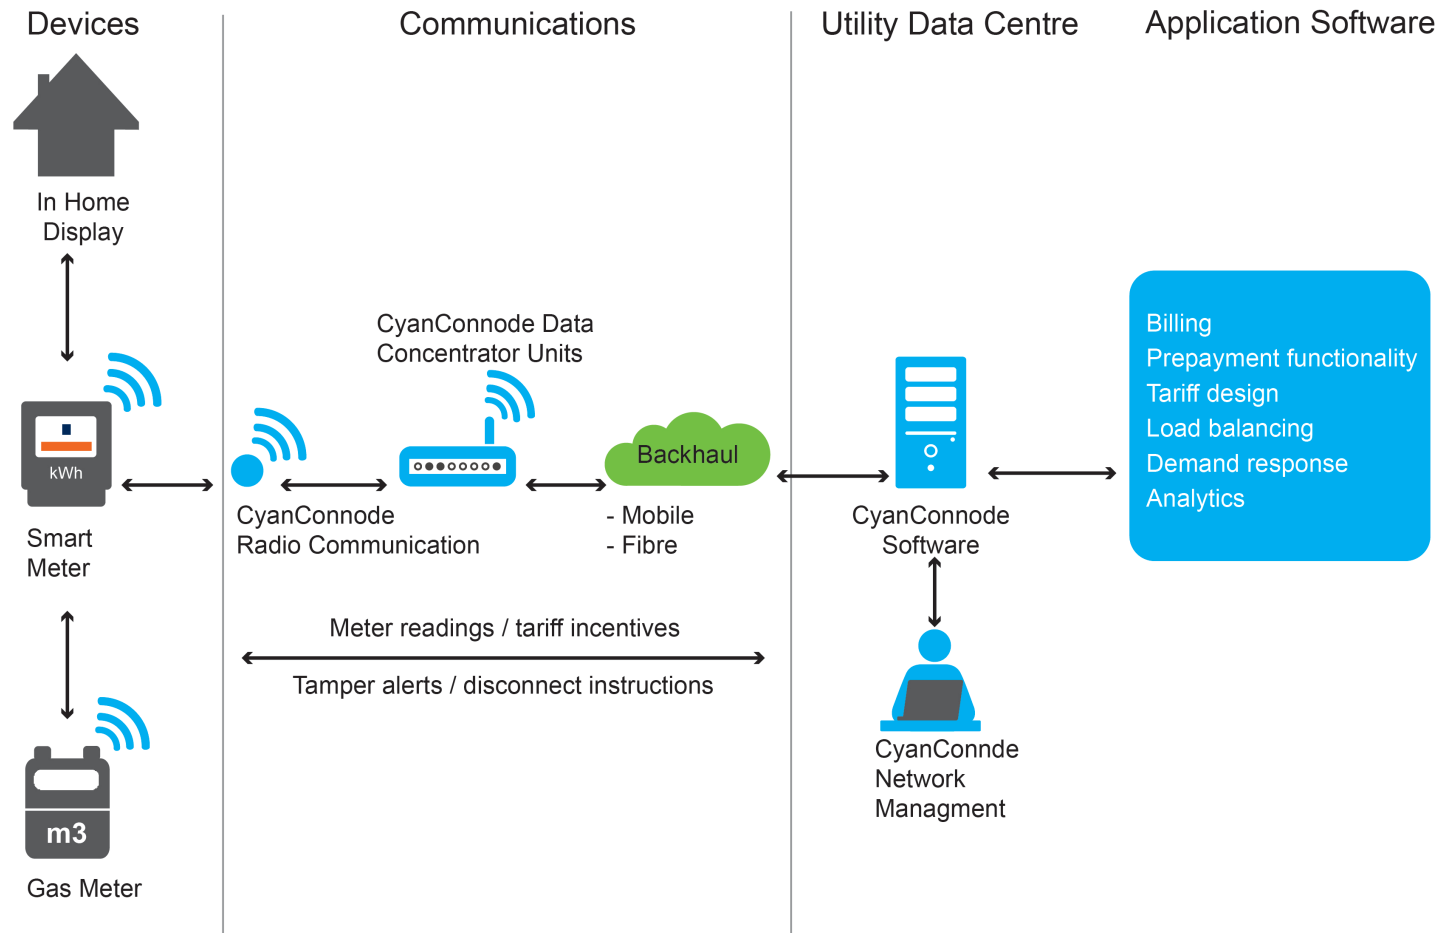 Devices
Communications
Utility Data Centre
Application Software
In Home
Display
kWh
Smart
Meter
m3
Gas Meter
CyanConnode Data
Concentrator Units
CyanConnode
Radio Communication
Backhaul
- Mobile
- Fibre
Meter readings / tariff incentives
Tamper alerts / disconnect instructions
CyanConnode
Software
CyanConnde
Network
Managment
Billing
Prepayment functionality
Tariff design
Load balancing
Demand response
Analytics